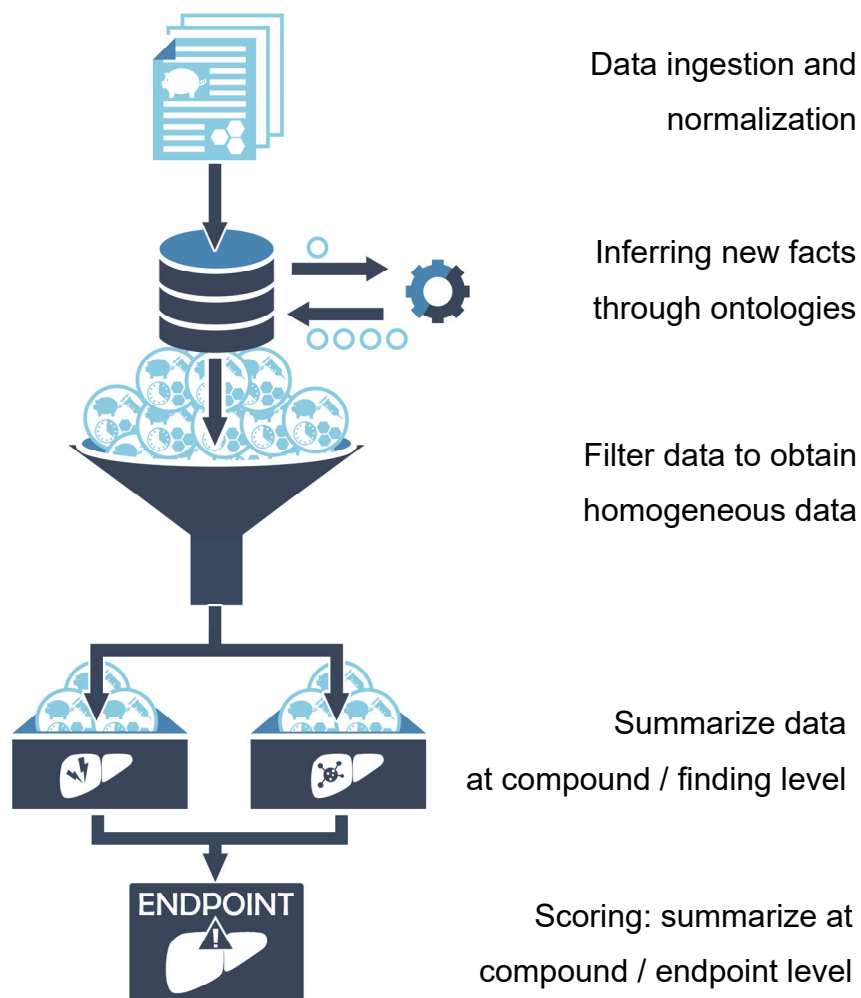 Data ingestion and
normalization
Inferring new facts
through ontologies
Filter data to obtain
homogeneous data
Summarize data
at compound / finding level
ENDPOINT
!
Scoring: summarize at
compound / endpoint level